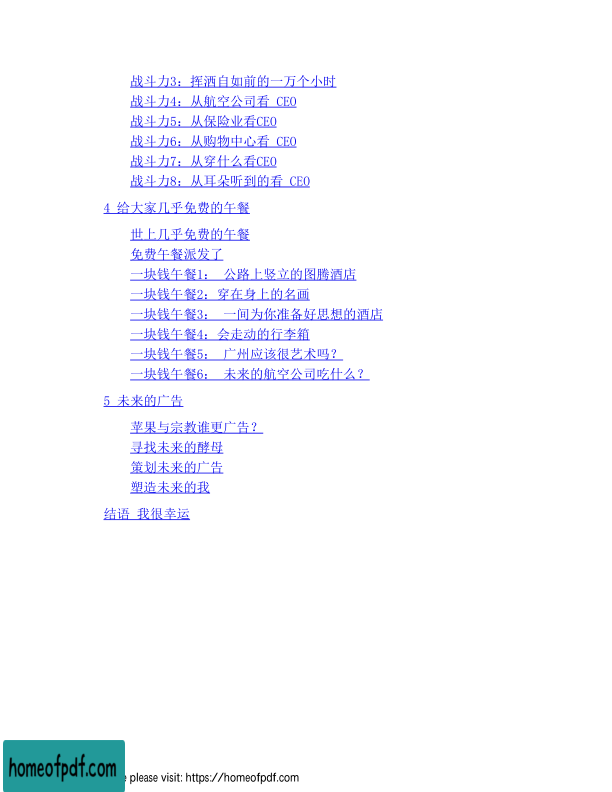 战斗力3：挥洒自如前的一万个小时
战斗力4：从航空公司看 CEO
战斗力5：从保险业看CEO
战斗力6：从购物中心看 CEO
战斗力7：从穿什么看CEO
战斗力8：从耳朵听到的看 CEO
4 给大家几乎免费的午餐
世上几乎免费的午餐
免费午餐派发了
一块钱午餐1： 公路上竖立的图腾酒店
一块钱午餐2：穿在身上的名画
一块钱午餐3： 一间为你准备好思想的酒店
一块钱午餐4：会走动的行李箱
一块钱午餐5： 广州应该很艺术吗？
一块钱午餐6： 未来的航空公司吃什么？
5 未来的广告
苹果与宗教谁更广告？
寻找未来的酵母
策划未来的广告
塑造未来的我
结语 我很幸运
homeofpdf.com
e please visit: https://homeofpdf.com